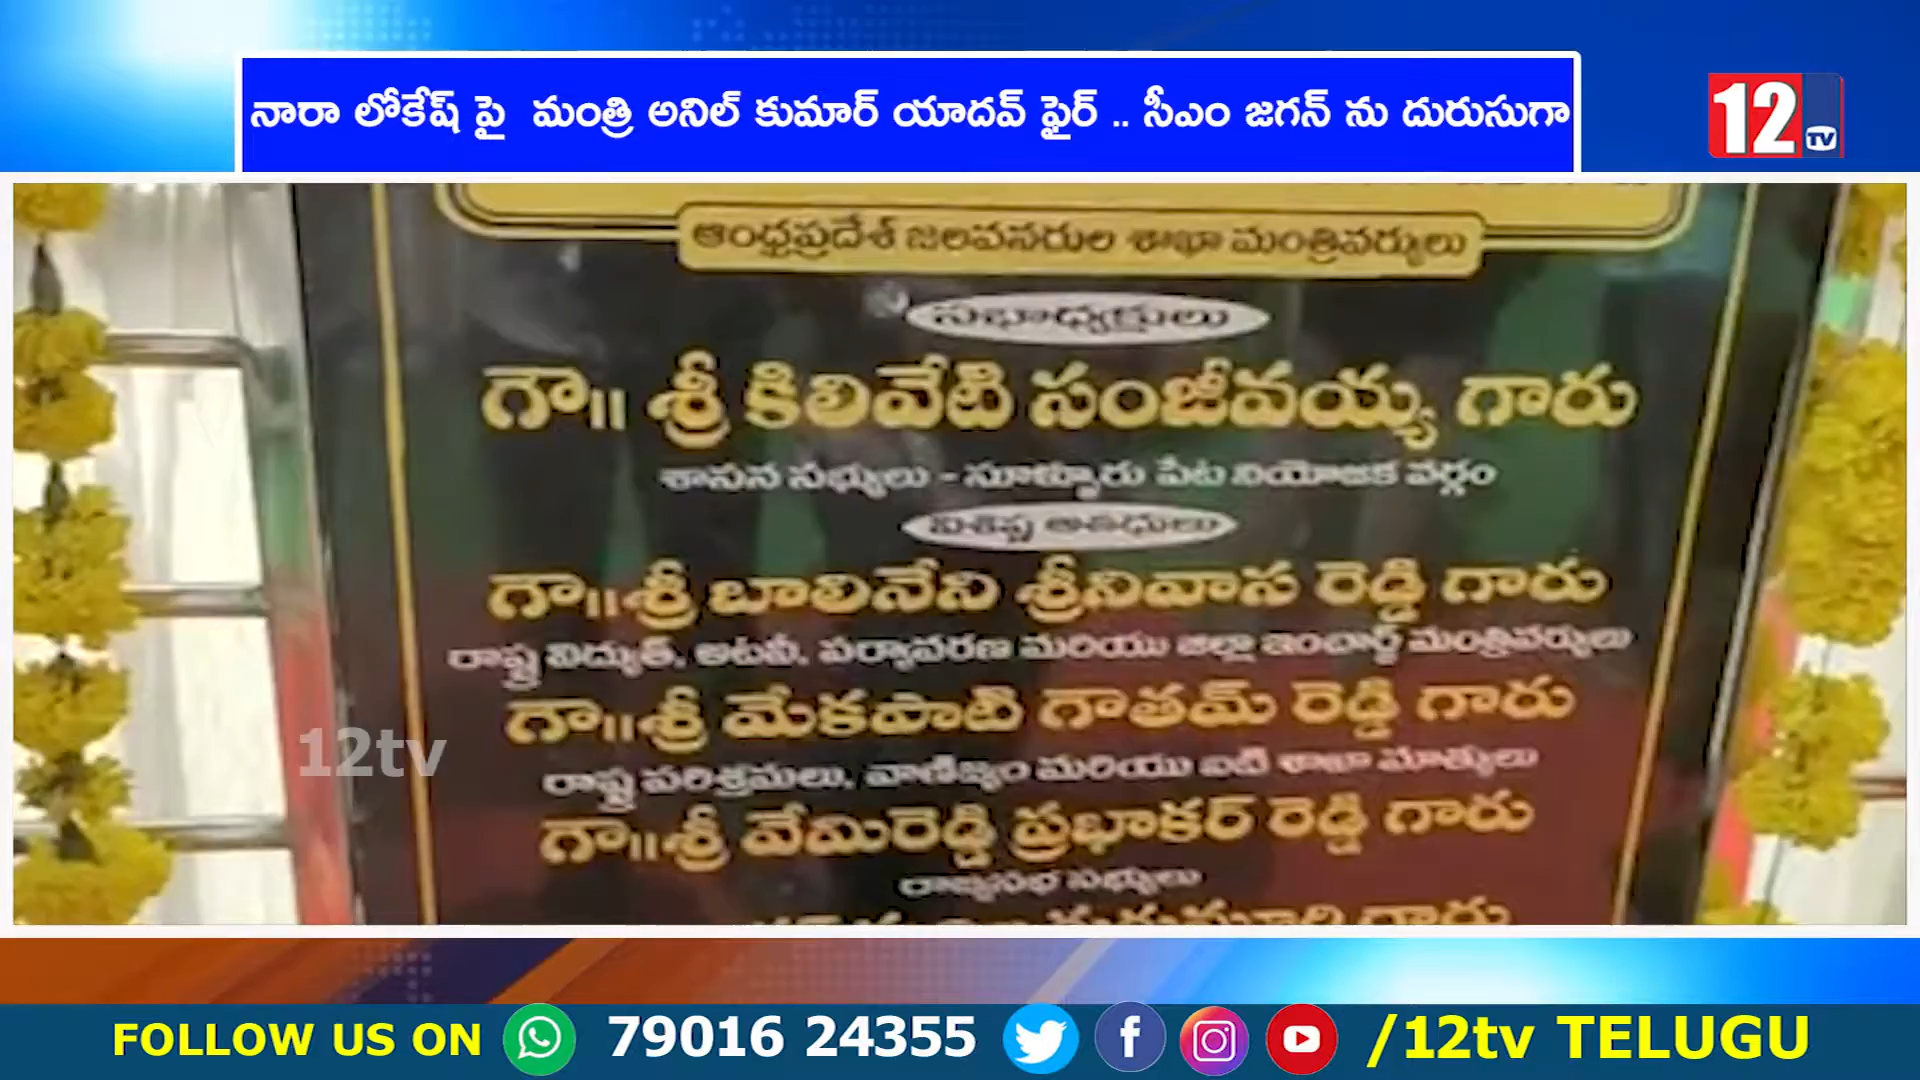 నారా లోకేష్ పై మంత్రి అనిల్ కుమార్ యాదవ్ ఫైర్ .. సీఎం జగన్ ను దురుసుగా
12 TV
ఆంధ్రప్రదేశ్ జలవనరుల శాఖా మంత్రివర్యులు
సభాధ్యక్షులు
గౌ|| శ్రీ కిలివేటి సంజీవయ్య గారు
శాసన సభ్యులు - సూళ్ళూరు పేట నియోజక వర్గం
విశిష్ట అతిథులు
గౌ||శ్రీ బాలినేని శ్రీనివాస రెడ్డి గారు
రాష్ట్ర విద్యుత్, అటవీ, పర్యావరణ మరియు జిల్లా ఇంచార్జ్ మంత్రివర్యులు
గౌ||శ్రీ మేకపాటి గౌతమ్ రెడ్డి గారు
రాష్ట్ర పరిశ్రమలు, వాణిజ్యం మరియు ఐటి శాఖా మాత్యులు
గౌ||శ్రీ వేమిరెడ్డి ప్రభాకర్ రెడ్డి గారు
రాజ్యసభ సభ్యులు
గారు
12tv
FOLLOW US ON 79016 24355 /12tv TELUGU